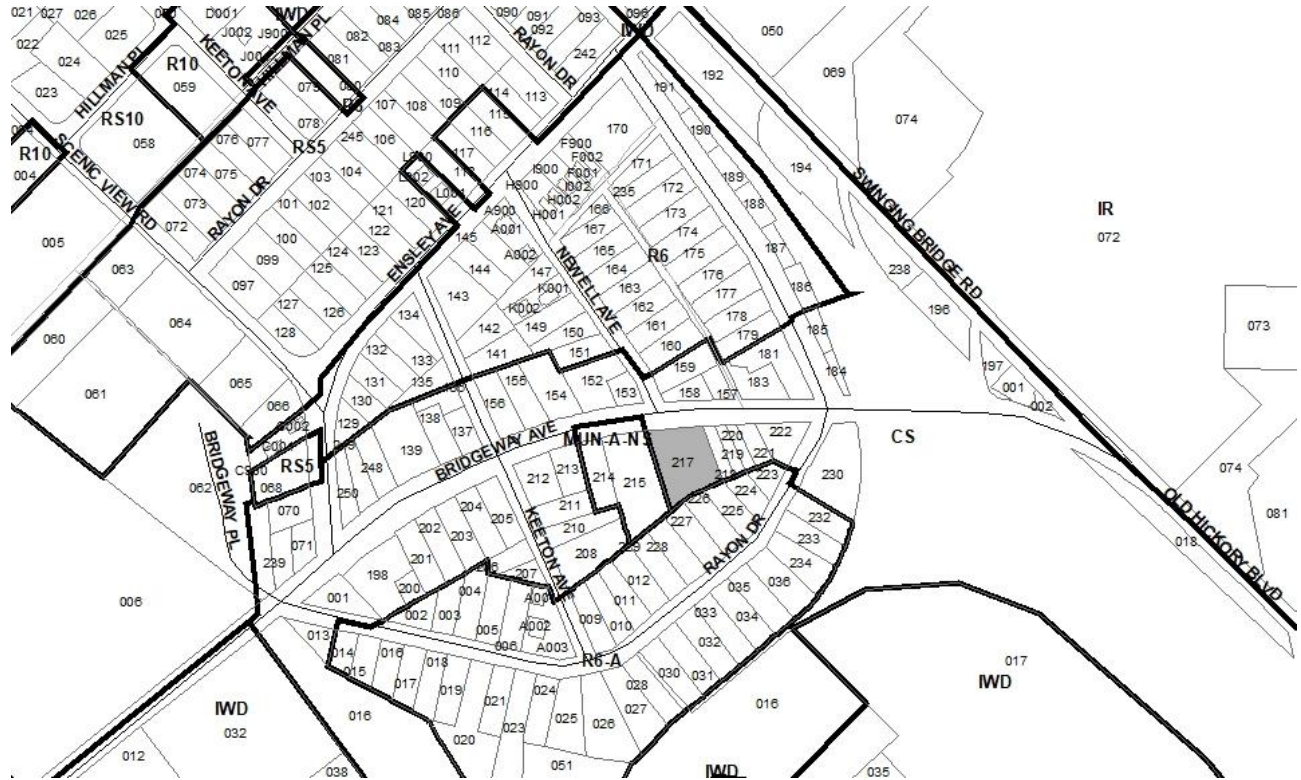 021 027 026 D001 IWD 084 085 086 090 091 093 096
022 025 J002 J900 HILLMAN PL 082 083 092 IWD 050
024 HILLMAN PL KEETON AVE 081 111 112 RAYON DR 242 069
023 R10 059 079 110 192 074
RS10 107 108 109 114 113 191
058 078 245 106 116 115 170 190
R10 SCENIC VIEW RD 076 077 RS5 117 F900 171 194
004 074 075 103 104 L002 L001 F002 F001 172 189
005 073 RAYON DR 101 102 120 I900 I002 235 173 188 SWINGING BRIDGE RD
072 121 H900 H002 H001 166 174 IR
100 122 ENSLEY AVE A900 A001 167 R6 175 187 072
063 099 124 123 145 A002 NEWELL AVE 165 176 238
097 125 144 147 164 177 186 196 073
064 127 126 143 K001 163 178 185
060 128 134 K002 162 179
061 065 132 133 142 149 150 161 181 184 197
066 131 135 141 151 160 159 183 001
G002 130 155 152 153 158 157 002
BRIDGEWAY PL 129 138 156 154
C900 RS5 139 137 BRIDGEWAY AVE MUN-A-NS CS 074
062 068 248 213 214 217 220 222 230
070 250 212 215 219 221 223 081
071 204 205 211 226 224 OLD HICKORY BLVD
239 202 203 KEETON AVE 210 227 225 232 018
006 201 208 228 RAYON DR 233
198 200 207 012 234
001 002 003 004 011 035 036
013 005 A002 009 010 033 034
014 016 006 A003 032 017
015 018 R6-A 030 031 IWD
IWD 017 019 024 028 016
032 016 021 025 026 027
012 020 023
038 051 IWD 035